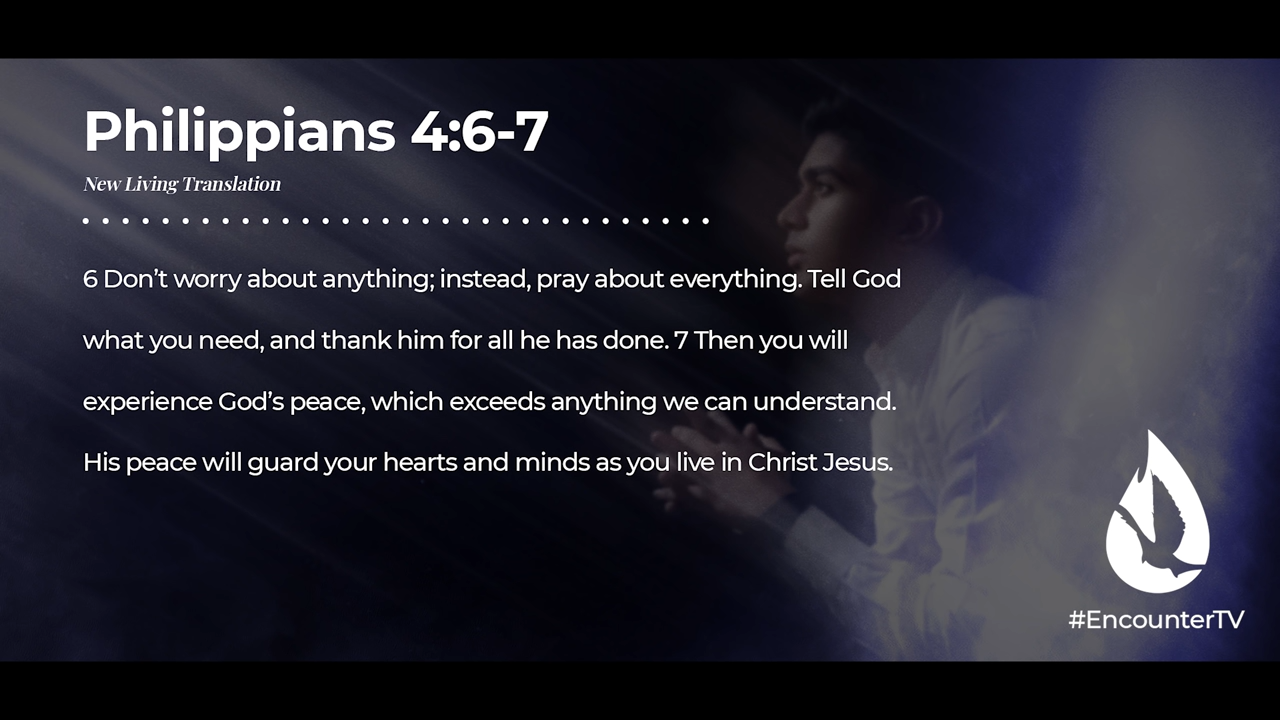 Philippians 4:6-7
New Living Translation
6 Don’t worry about anything; instead, pray about everything. Tell God
what you need, and thank him for all he has done. 7 Then you will
experience God’s peace, which exceeds anything we can understand.
His peace will guard your hearts and minds as you live in Christ Jesus.
#EncounterTV